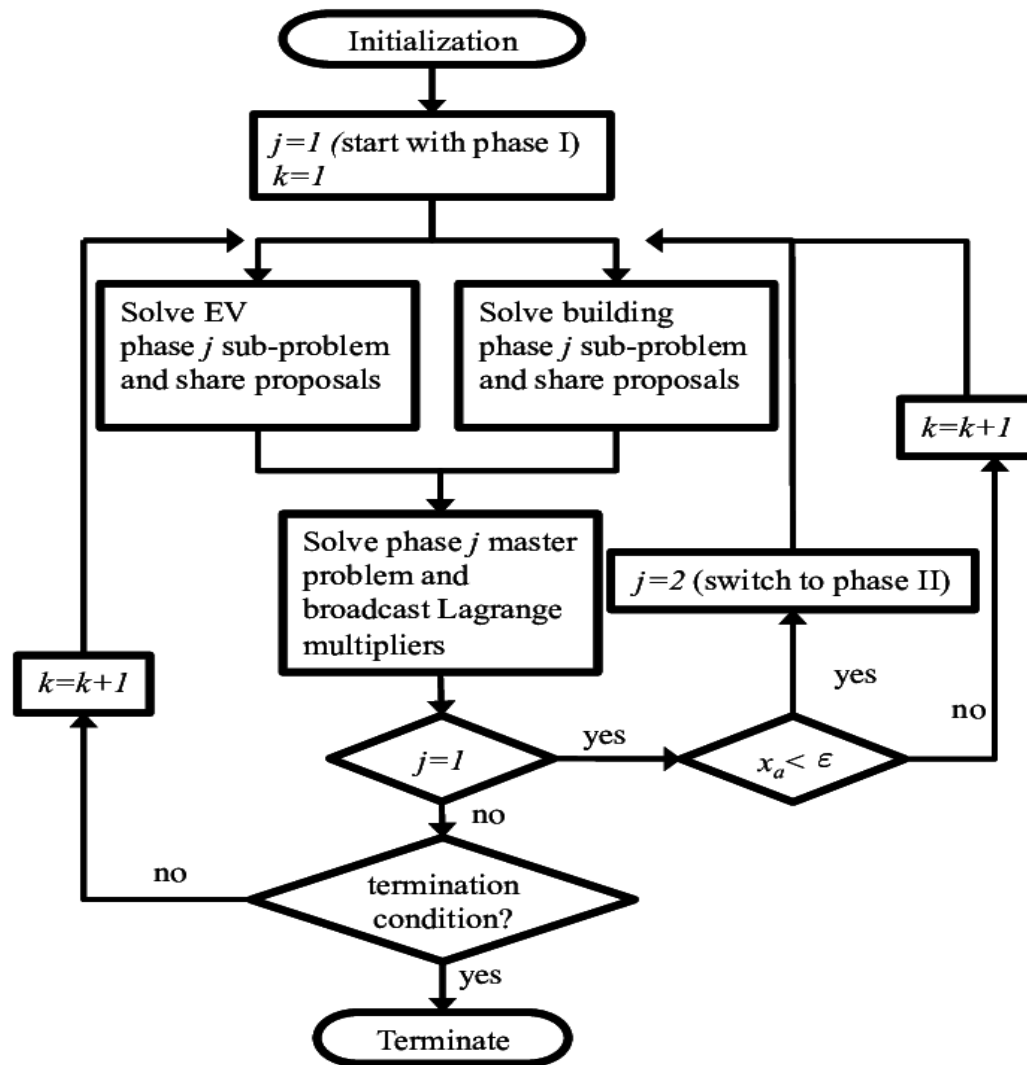 Initialization
j=1 (start with phase I)
k=1
Solve EV
phase j sub-problem
and share proposals
Solve building
phase j sub-problem
and share proposals
k=k+1
Solve phase j master
problem and
broadcast Lagrange
multipliers
j=2 (switch to phase II)
k=k+1
yes
no
j=1
yes
x_a< ε
no
no
termination
condition?
yes
Terminate